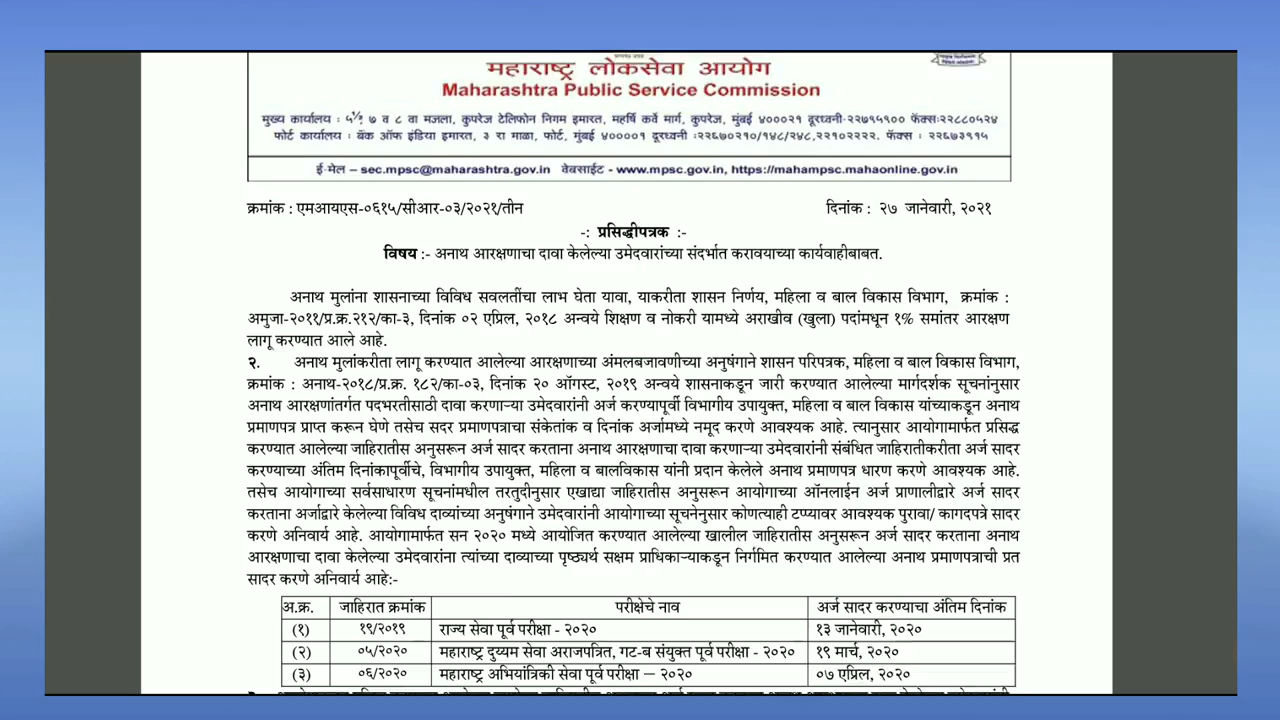 महाराष्ट्र लोकसेवा आयोग
Maharashtra Public Service Commission
मुख्य कार्यालय : ५½, ७ व ८ वा मजला, कुपरेज टेलिफोन निगम इमारत, महर्षि कर्वे मार्ग, कुपरेज, मुंबई ४०००२१ दूरध्वनी-२२७९५९०० फॅक्सः२२८८०५२४
फोर्ट कार्यालय : बँक ऑफ इंडिया इमारत, ३ रा माळा, फोर्ट, मुंबई ४००००१ दूरध्वनी :२२६७०२१०/१४८/२४८,२२१०२२२२. फॅक्स : २२६७३९१५
ई-मेल – sec.mpsc@maharashtra.gov.in वेबसाईट - www.mpsc.gov.in, https://mahampsc.mahaonline.gov.in
क्रमांक : एमआयएस-०६१५/सीआर-०३/२०२१/तीन दिनांक : २७ जानेवारी, २०२१
-: प्रसिद्धीपत्रक :-
विषय :- अनाथ आरक्षणाचा दावा केलेल्या उमेदवारांच्या संदर्भात करावयाच्या कार्यवाहीबाबत.
अनाथ मुलांना शासनाच्या विविध सवलतींचा लाभ घेता यावा, याकरीता शासन निर्णय, महिला व बाल विकास विभाग, क्रमांक :
अमुजा-२०११/प्र.क्र.२१२/का-३, दिनांक ०२ एप्रिल, २०१८ अन्वये शिक्षण व नोकरी यामध्ये अराखीव (खुला) पदांमधून १% समांतर आरक्षण
लागू करण्यात आले आहे.
२. अनाथ मुलांकरीता लागू करण्यात आलेल्या आरक्षणाच्या अंमलबजावणीच्या अनुषंगाने शासन परिपत्रक, महिला व बाल विकास विभाग,
क्रमांक : अनाथ-२०१८/प्र.क्र. १८२/का-०३, दिनांक २० ऑगस्ट, २०१९ अन्वये शासनाकडून जारी करण्यात आलेल्या मार्गदर्शक सूचनांनुसार
अनाथ आरक्षणांतर्गत पदभरतीसाठी दावा करणाऱ्या उमेदवारांनी अर्ज करण्यापूर्वी विभागीय उपायुक्त, महिला व बाल विकास यांच्याकडून अनाथ
प्रमाणपत्र प्राप्त करून घेणे तसेच सदर प्रमाणपत्राचा संकेतांक व दिनांक अर्जामध्ये नमूद करणे आवश्यक आहे. त्यानुसार आयोगामार्फत प्रसिद्ध
करण्यात आलेल्या जाहिरातीस अनुसरून अर्ज सादर करताना अनाथ आरक्षणाचा दावा करणाऱ्या उमेदवारांनी संबंधित जाहिरातीकरीता अर्ज सादर
करण्याच्या अंतिम दिनांकापूर्वीचे, विभागीय उपायुक्त, महिला व बालविकास यांनी प्रदान केलेले अनाथ प्रमाणपत्र धारण करणे आवश्यक आहे.
तसेच आयोगाच्या सर्वसाधारण सूचनांमधील तरतुदीनुसार एखाद्या जाहिरातीस अनुसरून आयोगाच्या ऑनलाईन अर्ज प्राणालीद्वारे अर्ज सादर
करताना अर्जाद्वारे केलेल्या विविध दाव्यांच्या अनुषंगाने उमेदवारांनी आयोगाच्या सूचनेनुसार कोणत्याही टप्प्यावर आवश्यक पुरावा/ कागदपत्रे सादर
करणे अनिवार्य आहे. आयोगामार्फत सन २०२० मध्ये आयोजित करण्यात आलेल्या खालील जाहिरातीस अनुसरून अर्ज सादर करताना अनाथ
आरक्षणाचा दावा केलेल्या उमेदवारांना त्यांच्या दाव्याच्या पृष्ठ्यर्थ सक्षम प्राधिकाऱ्याकडून निर्गमित करण्यात आलेल्या अनाथ प्रमाणपत्राची प्रत
सादर करणे अनिवार्य आहे:-
अ.क्र. जाहिरात क्रमांक परीक्षेचे नाव अर्ज सादर करण्याचा अंतिम दिनांक
(१) १९/२०१९ राज्य सेवा पूर्व परीक्षा - २०२० १३ जानेवारी, २०२०
(२) ०५/२०२० महाराष्ट्र दुय्यम सेवा अराजपत्रित, गट-ब संयुक्त पूर्व परीक्षा - २०२० १९ मार्च, २०२०
(३) ०६/२०२० महाराष्ट्र अभियांत्रिकी सेवा पूर्व परीक्षा – २०२० ०७ एप्रिल, २०२०